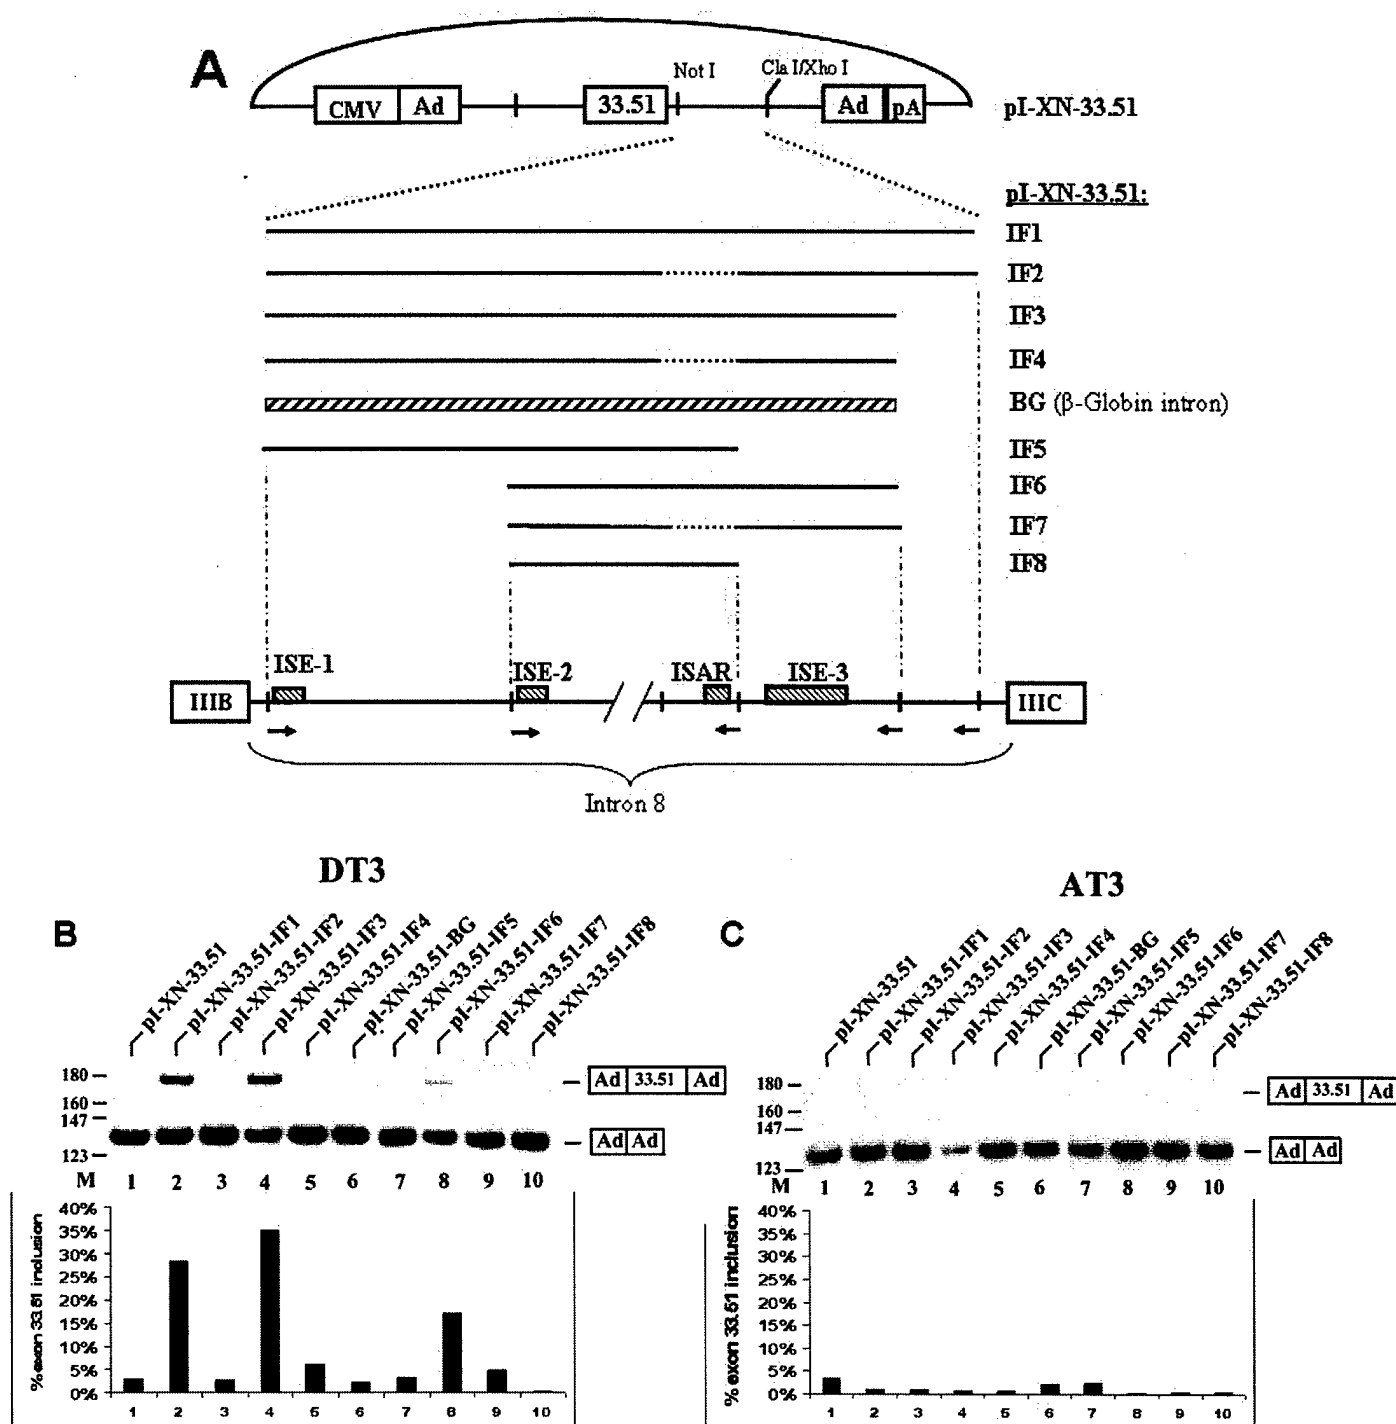 A
Not I
Cla I/Xho I
CMV
Ad
33.51
Ad
pA
pI-XN-33.51
pI-XN-33.51:
IF1
IF2
IF3
IF4
BG (β-Globin intron)
IF5
IF6
IF7
IF8
ISE-1
ISE-2
ISAR
ISE-3
IIIB
IIIC
Intron 8
DT3
B
pI-XN-33.51
pI-XN-33.51-IF1
pI-XN-33.51-IF2
pI-XN-33.51-IF3
pI-XN-33.51-IF4
pI-XN-33.51-BG
pI-XN-33.51-IF5
pI-XN-33.51-IF6
pI-XN-33.51-IF7
pI-XN-33.51-IF8
180
160
147
123
Ad 33.51 Ad
Ad Ad
M 1 2 3 4 5 6 7 8 9 10
% exon 33.51 inclusion
40%
35%
30%
25%
20%
15%
10%
5%
0%
1 2 3 4 5 6 7 8 9 10
AT3
C
pI-XN-33.51
pI-XN-33.51-IF1
pI-XN-33.51-IF2
pI-XN-33.51-IF3
pI-XN-33.51-IF4
pI-XN-33.51-BG
pI-XN-33.51-IF5
pI-XN-33.51-IF6
pI-XN-33.51-IF7
pI-XN-33.51-IF8
180
160
147
123
Ad 33.51 Ad
Ad Ad
M 1 2 3 4 5 6 7 8 9 10
% exon 33.51 inclusion
40%
35%
30%
25%
20%
15%
10%
5%
0%
1 2 3 4 5 6 7 8 9 10